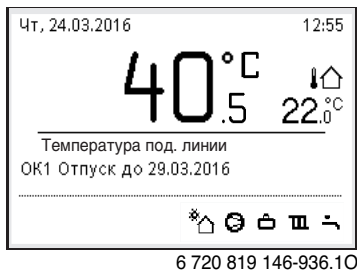 Чт, 24.03.2016 12:55
40.5 °C
22.0 °C
Температура под. линии
ОК1 Отпуск до 29.03.2016
6 720 819 146-936.1O